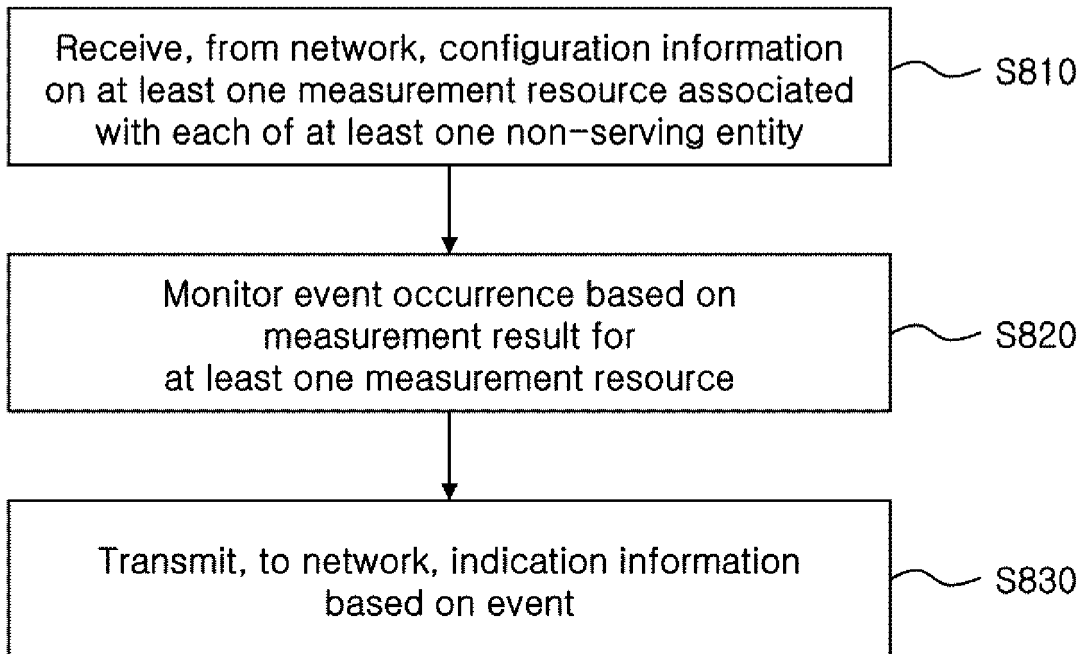 Receive, from network, configuration information
on at least one measurement resource associated
with each of at least one non-serving entity
S810
Monitor event occurrence based on
measurement result for
at least one measurement resource
S820
Transmit, to network, indication information
based on event
S830